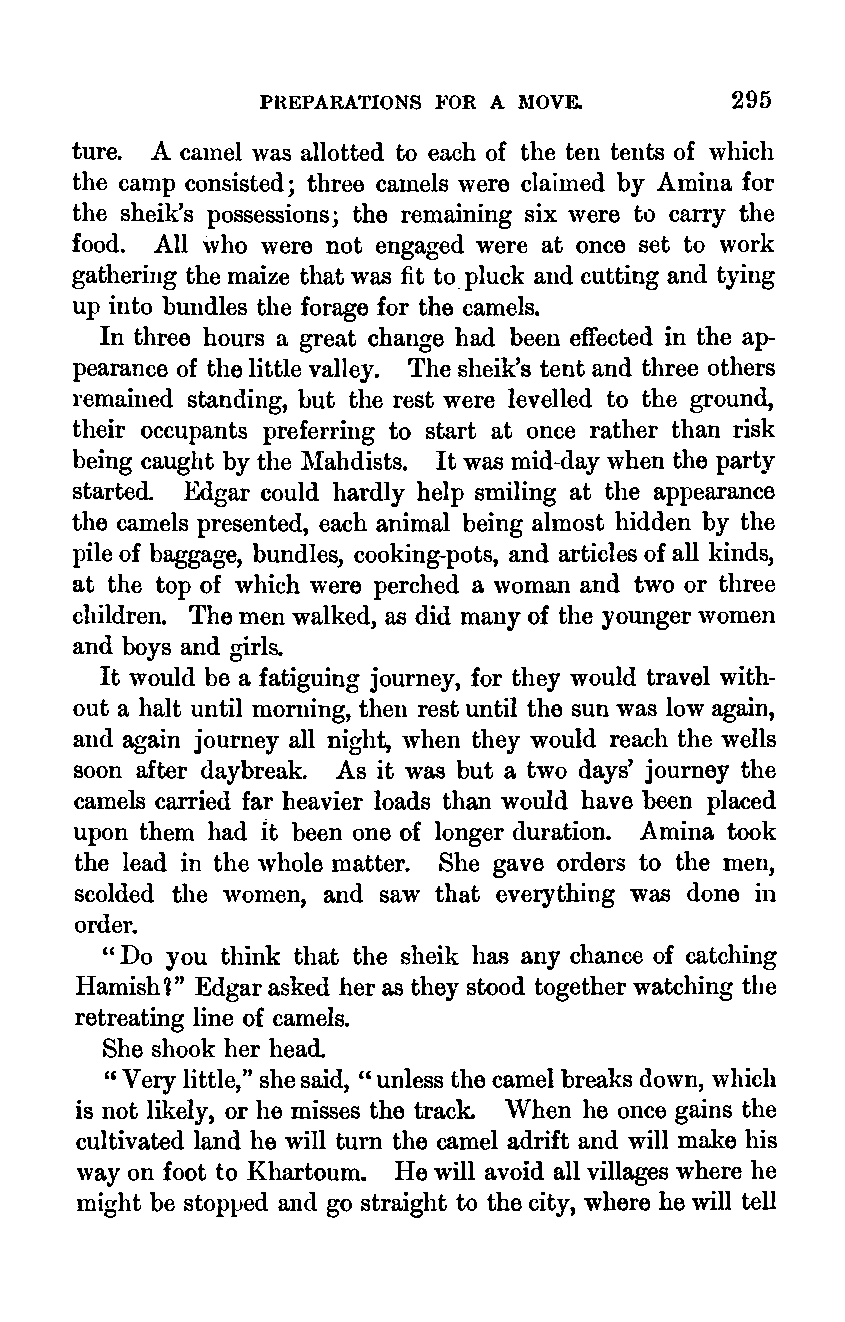 PREPARATIONS FOR A MOVE. 295
ture. A camel was allotted to each of the ten tents of which
the camp consisted; three camels were claimed by Amina for
the sheik's possessions; the remaining six were to carry the
food. All who were not engaged were at once set to work
gathering the maize that was fit to pluck and cutting and tying
up into bundles the forage for the camels.
In three hours a great change had been effected in the ap-
pearance of the little valley. The sheik's tent and three others
remained standing, but the rest were levelled to the ground,
their occupants preferring to start at once rather than risk
being caught by the Mahdists. It was mid-day when the party
started. Edgar could hardly help smiling at the appearance
the camels presented, each animal being almost hidden by the
pile of baggage, bundles, cooking-pots, and articles of all kinds,
at the top of which were perched a woman and two or three
children. The men walked, as did many of the younger women
and boys and girls.
It would be a fatiguing journey, for they would travel with-
out a halt until morning, then rest until the sun was low again,
and again journey all night, when they would reach the wells
soon after daybreak. As it was but a two days' journey the
camels carried far heavier loads than would have been placed
upon them had it been one of longer duration. Amina took
the lead in the whole matter. She gave orders to the men,
scolded the women, and saw that everything was done in
order.
"Do you think that the sheik has any chance of catching
Hamish?" Edgar asked her as they stood together watching the
retreating line of camels.
She shook her head.
"Very little," she said, "unless the camel breaks down, which
is not likely, or he misses the track. When he once gains the
cultivated land he will turn the camel adrift and will make his
way on foot to Khartoum. He will avoid all villages where he
might be stopped and go straight to the city, where he will tell